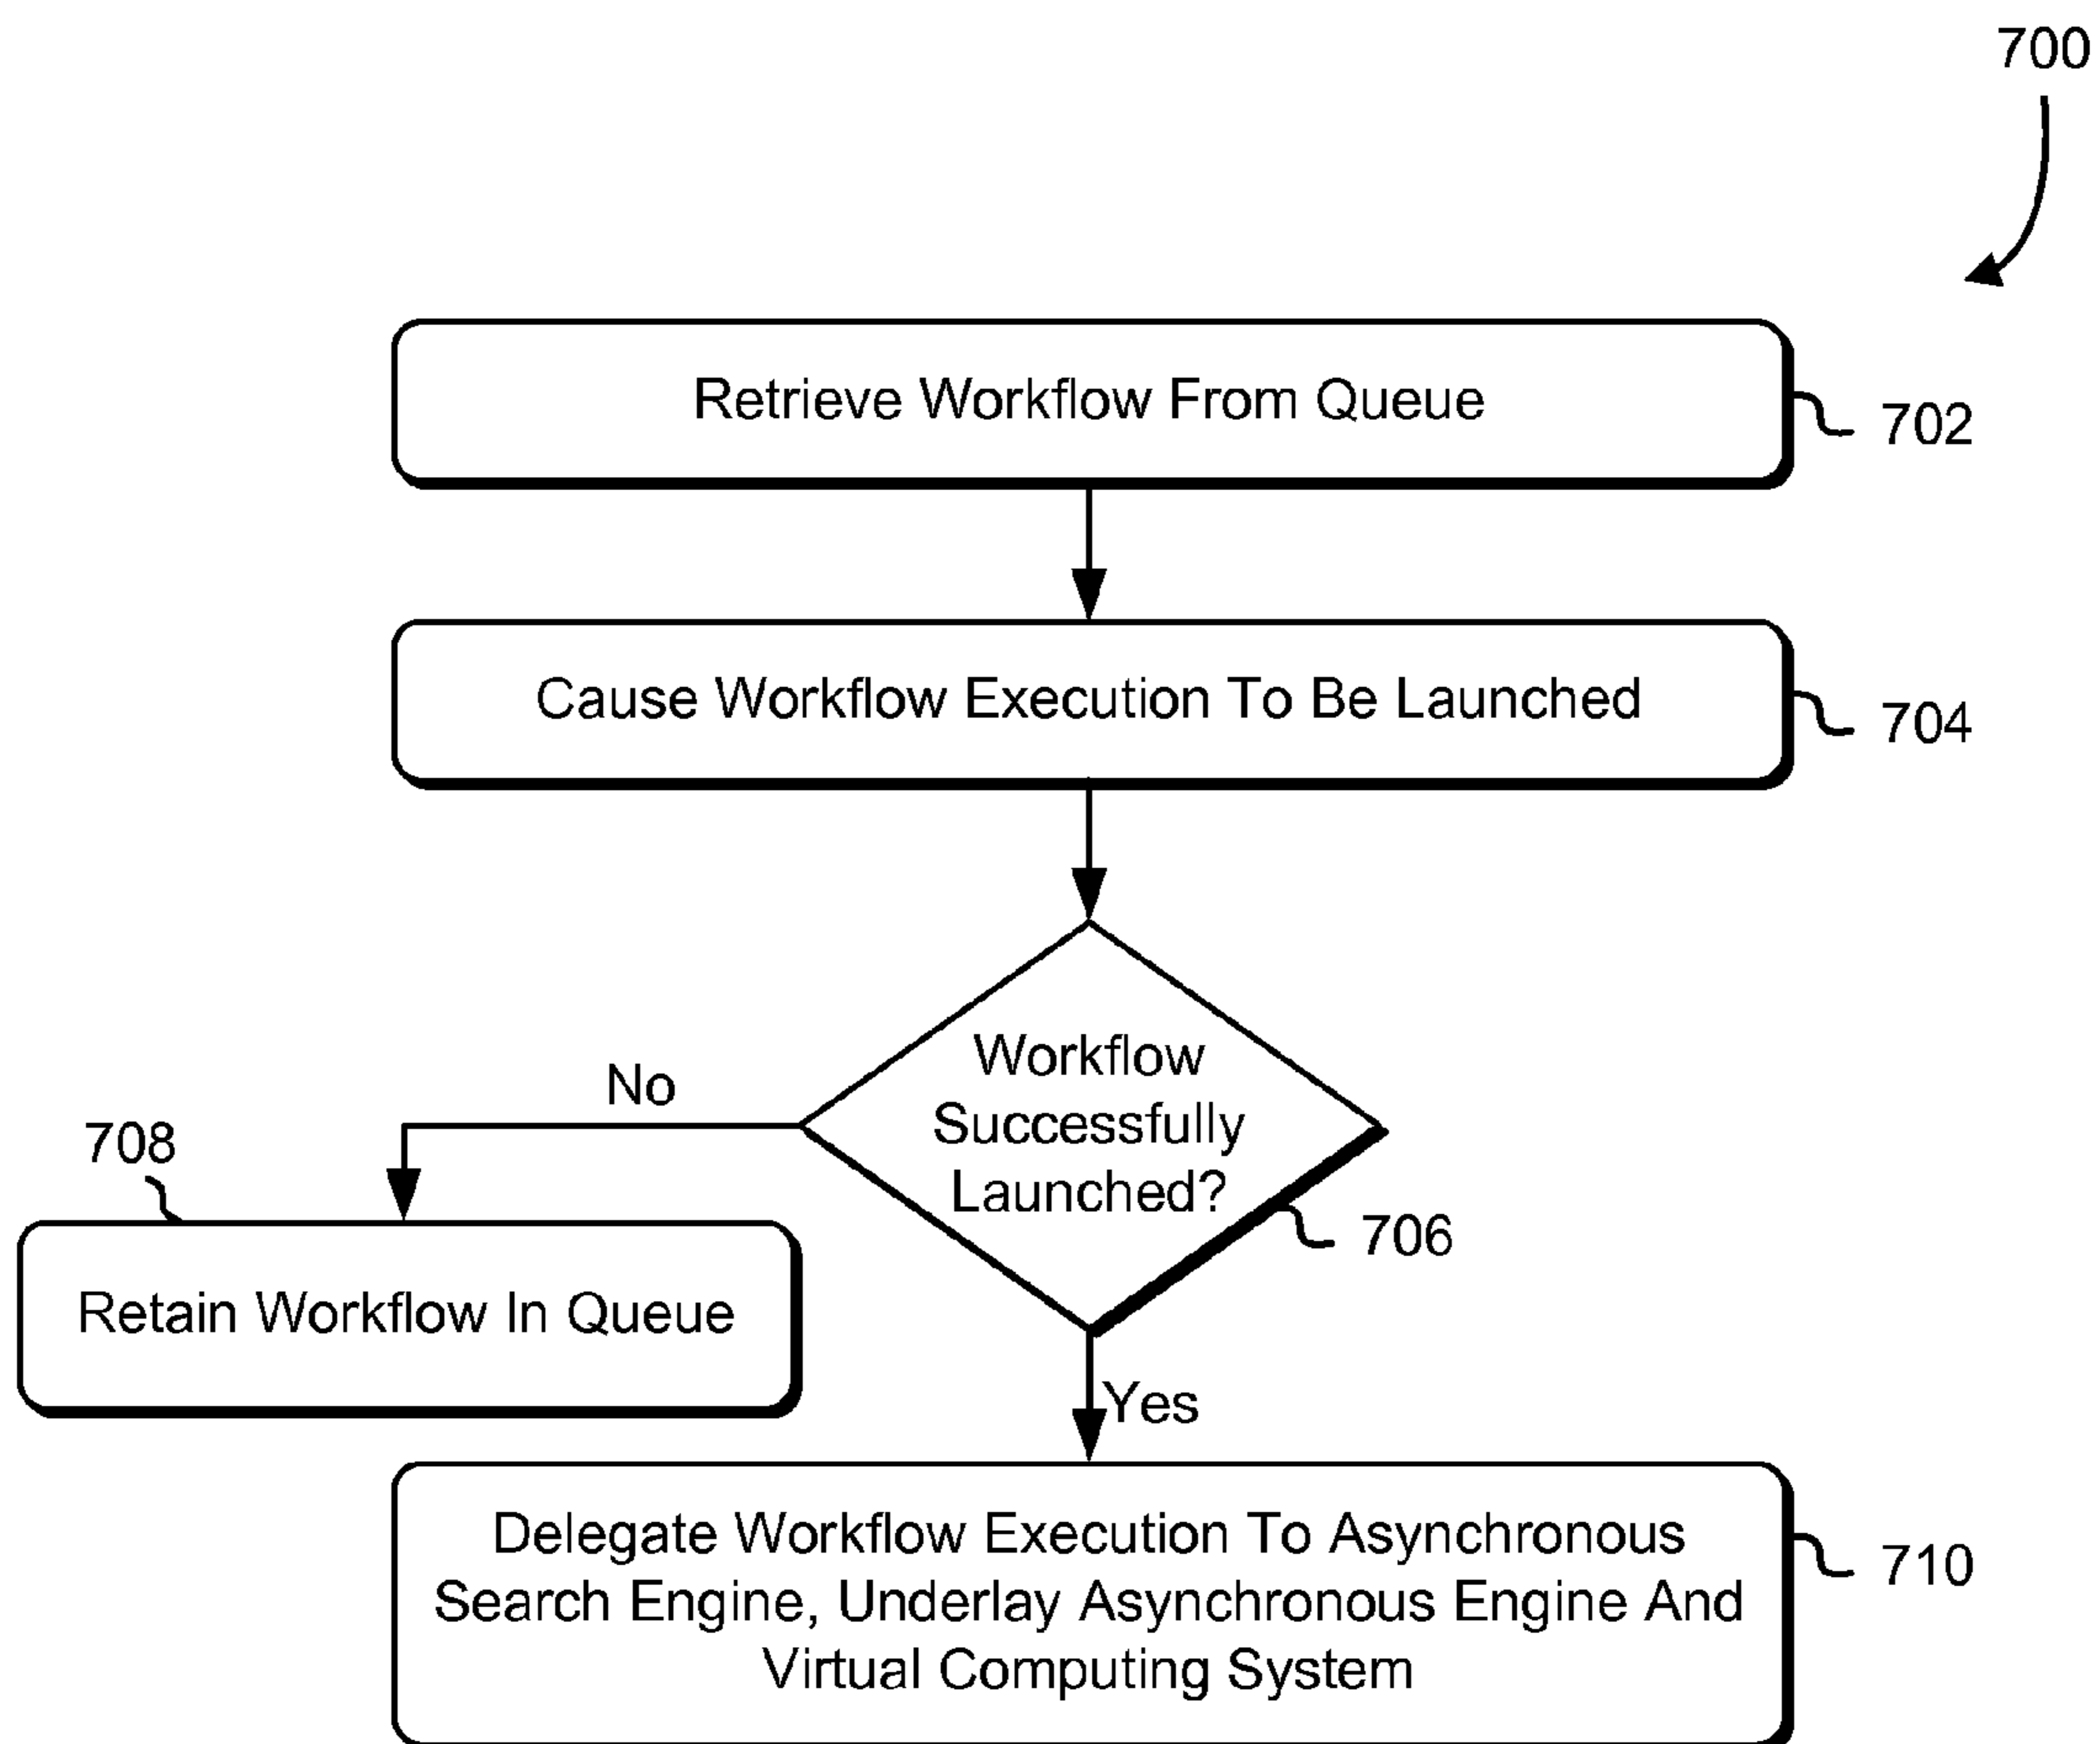 700
Retrieve Workflow From Queue
702
Cause Workflow Execution To Be Launched
704
Workflow
Successfully
Launched?
706
No
708
Retain Workflow In Queue
Yes
Delegate Workflow Execution To Asynchronous
Search Engine, Underlay Asynchronous Engine And
Virtual Computing System
710